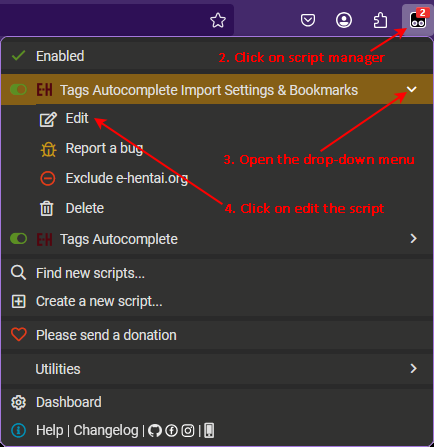 2
Enabled
2. Click on script manager
E-H Tags Autocomplete Import Settings & Bookmarks
Edit
Report a bug
3. Open the drop-down menu
Exclude e-hentai.org
Delete
4. Click on edit the script
E-H Tags Autocomplete
Find new scripts...
Create a new script...
Please send a donation
Utilities
Dashboard
Help | Changelog |